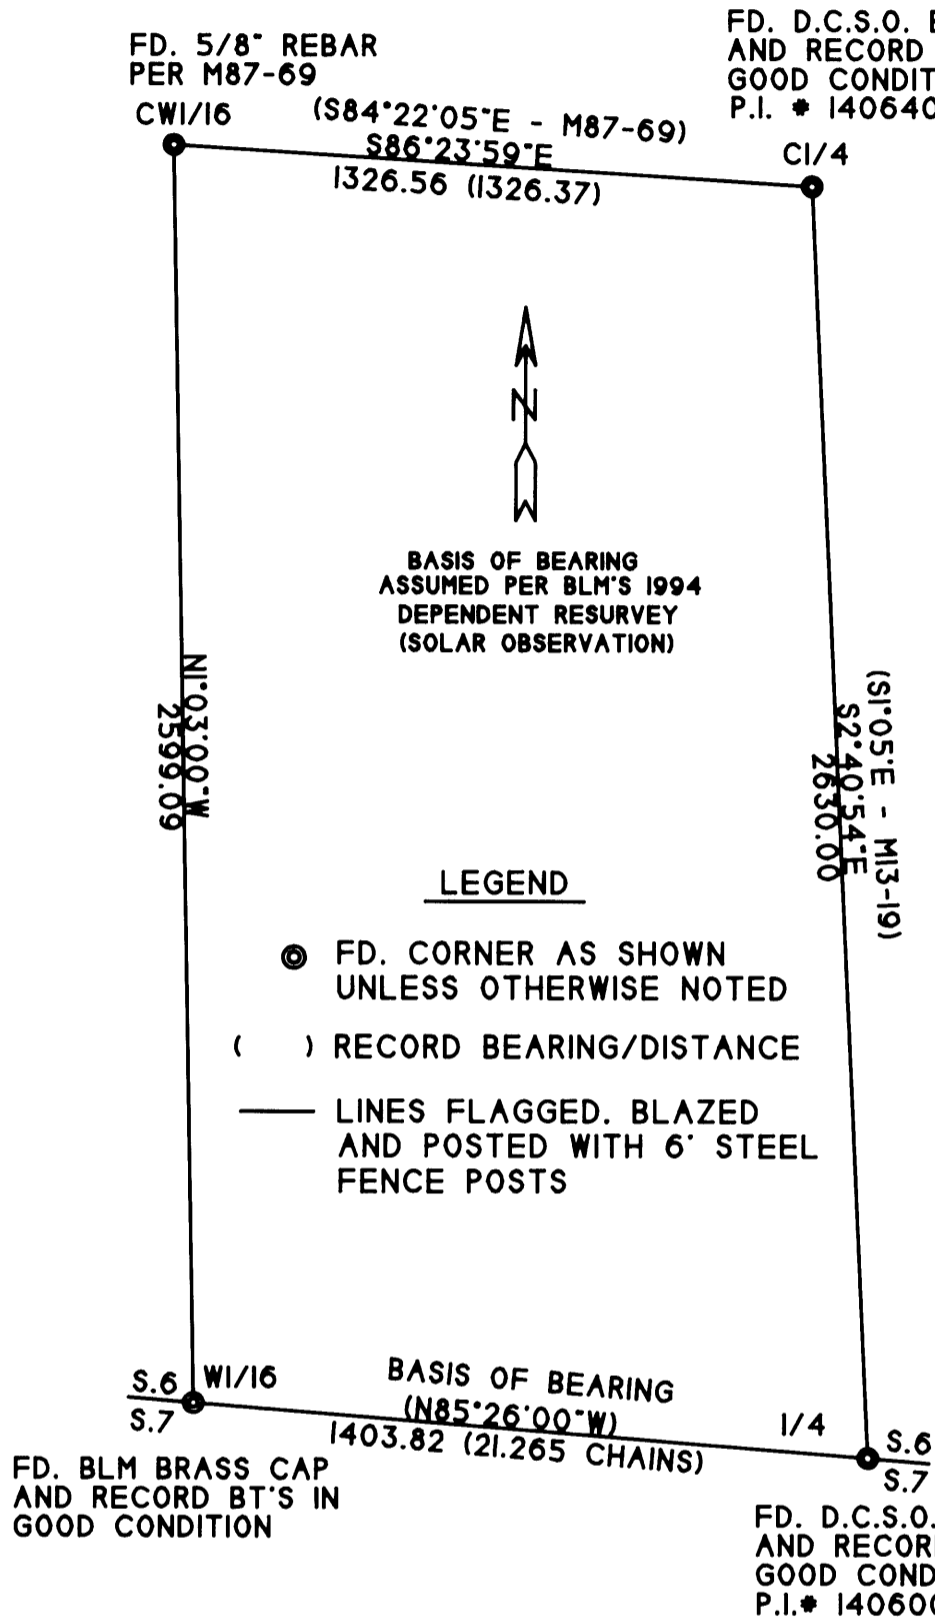 FD. 5/8" REBAR
PER M87-69
CW1/16
FD. D.C.S.O.
AND RECORD
GOOD
P.I. # 140640
(S84°22'05"E - M87-69)
S86°23'59"E
1326.56 (1326.37)
C1/4
N
BASIS OF BEARING
ASSUMED PER BLM'S 1994
DEPENDENT RESURVEY
(SOLAR OBSERVATION)
N1°03'00"W
2599.09
(S1°05'E - M13-19)
S2°40'54"E
2630.00
LEGEND
FD. CORNER AS SHOWN
UNLESS OTHERWISE NOTED
( ) RECORD BEARING/DISTANCE
LINES FLAGGED. BLAZED
AND POSTED WITH 6' STEEL
FENCE POSTS
S.6
S.7
W1/16
BASIS OF BEARING
(N85°26'00"W)
1403.82 (21.265 CHAINS)
1/4
S.6
S.7
FD. BLM BRASS CAP
AND RECORD BT'S IN
GOOD CONDITION
FD. D.C.S.O.
AND RECOR
GOOD COND
P.I.# 140600